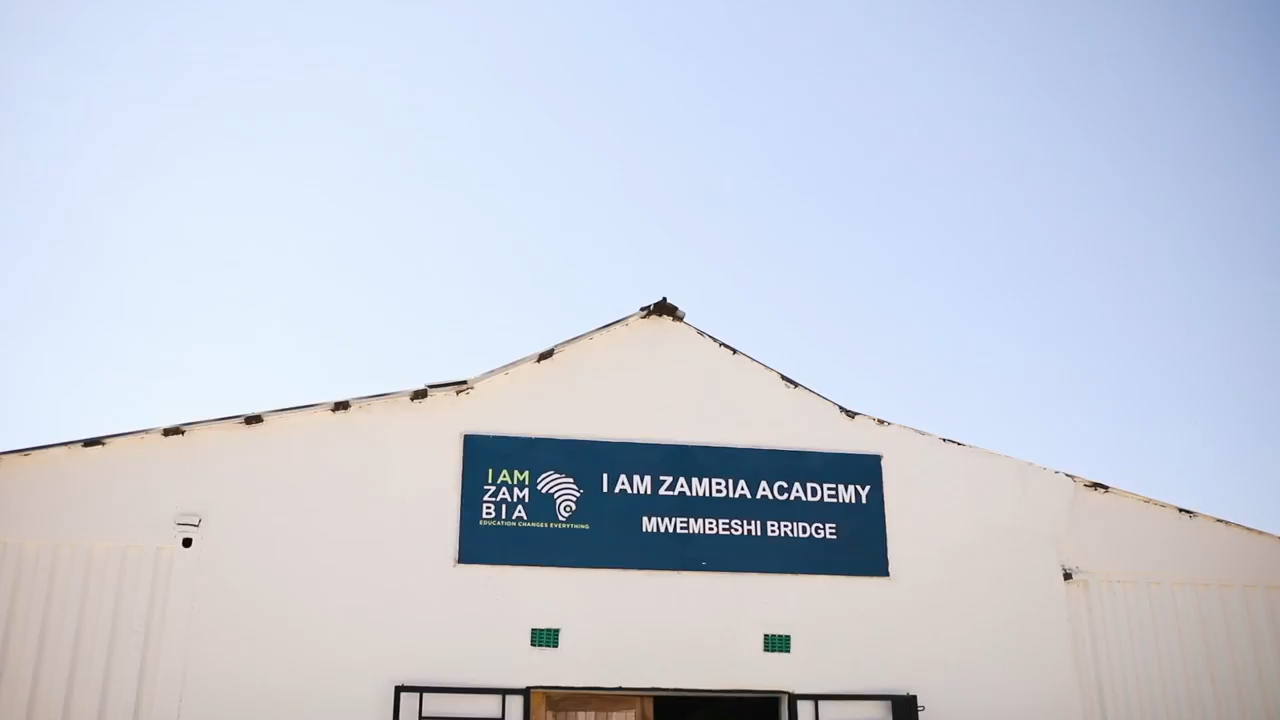 I AM
ZAM
BIA
EDUCATION CHANGES EVERYTHING
I AM ZAMBIA ACADEMY
MWEMBESHI BRIDGE